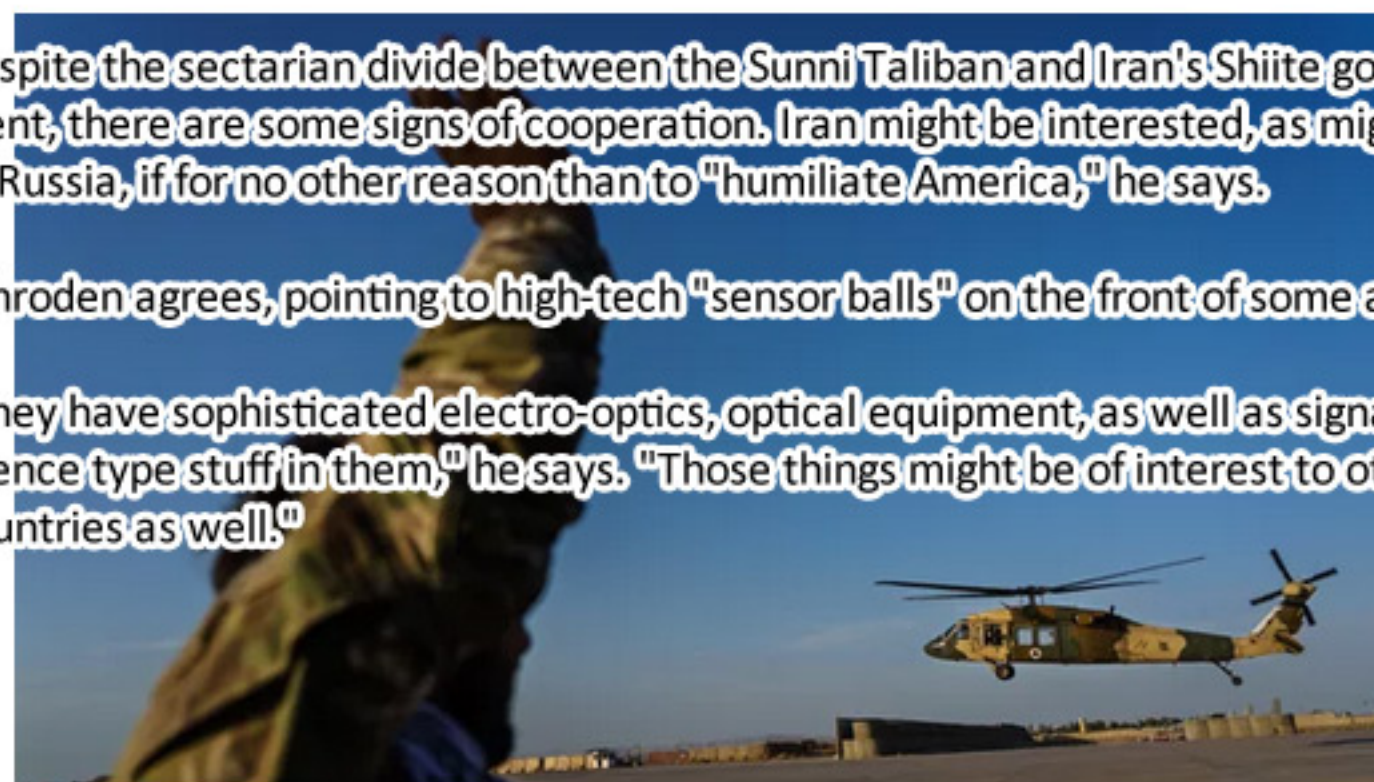 spite the sectarian divide between the Sunni Taliban and Iran's Shiite go
ent, there are some signs of cooperation. Iran might be interested, as mig
Russia, if for no other reason than to "humiliate America," he says.
hroden agrees, pointing to high-tech "sensor balls" on the front of some a
hey have sophisticated electro-optics, optical equipment, as well as signa
ence type stuff in them," he says. "Those things might be of interest to ot
untries as well."